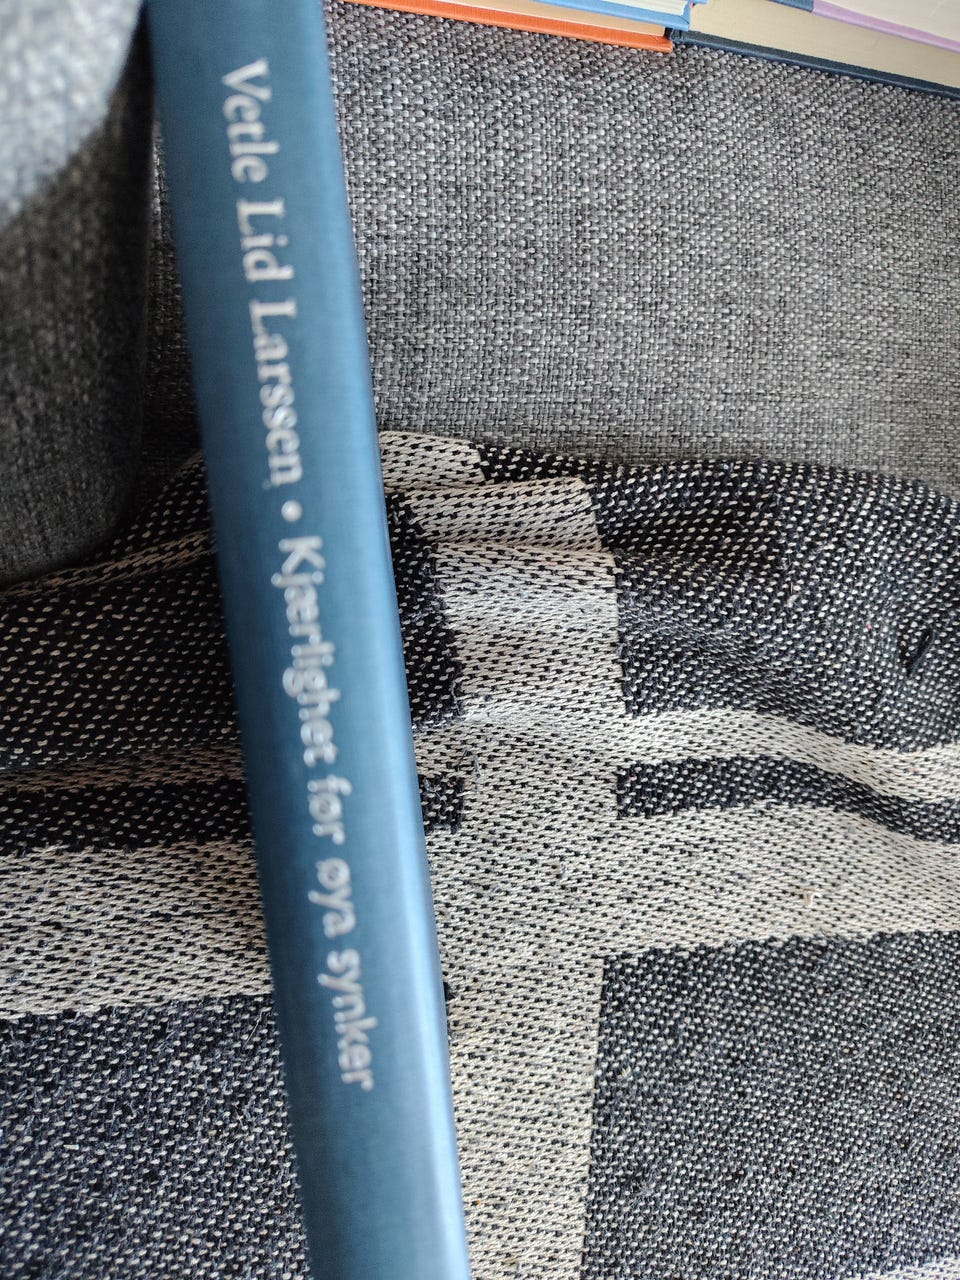 Vetle Lid Larssen • Kjærlighet før øya synker